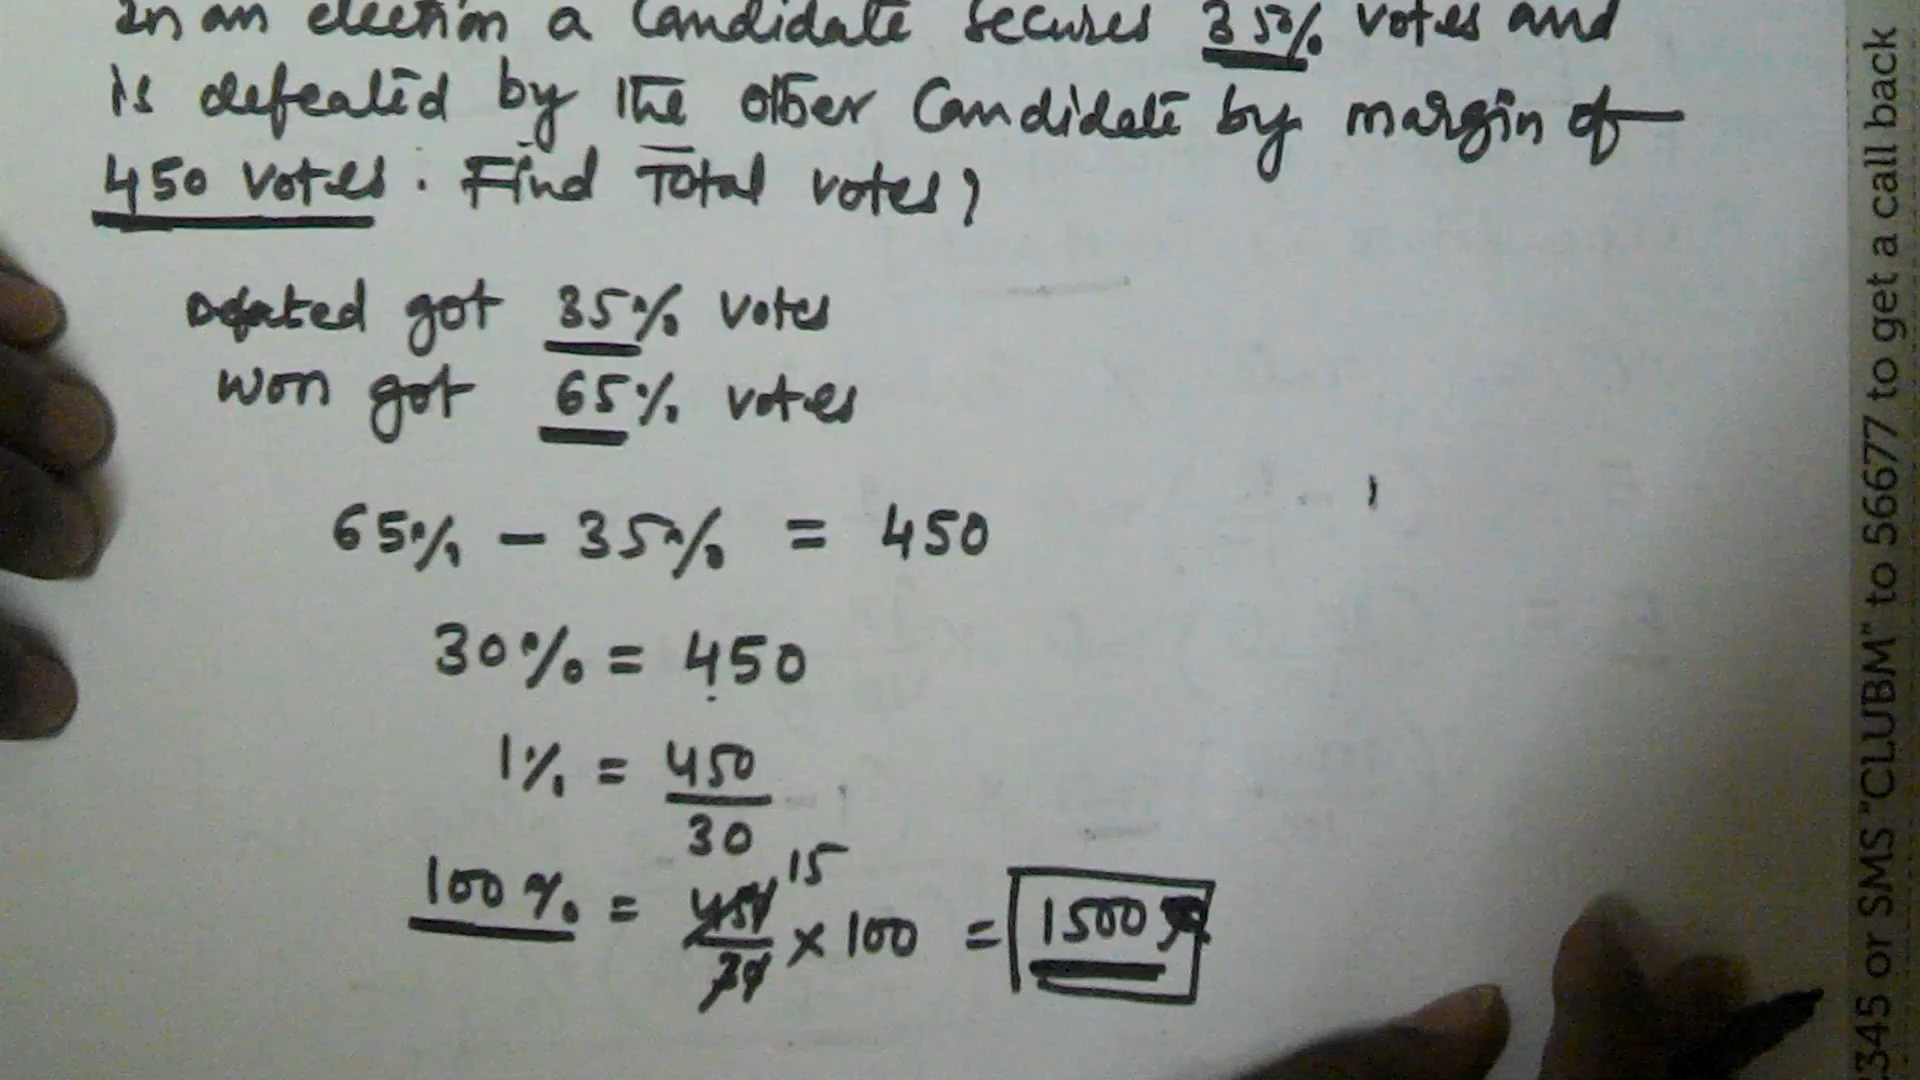 In an election a Candidate secures 35% votes and
is defeated by the other Candidate by margin of
450 votes. Find Total votes?
Defeated got 35% votes
won got 65% votes
65% - 35% = 450
30% = 450
1% = 450/30
15
100% = 450/30 × 100 = 1500
345 or SMS "CLUBM" to 56677 to get a call back